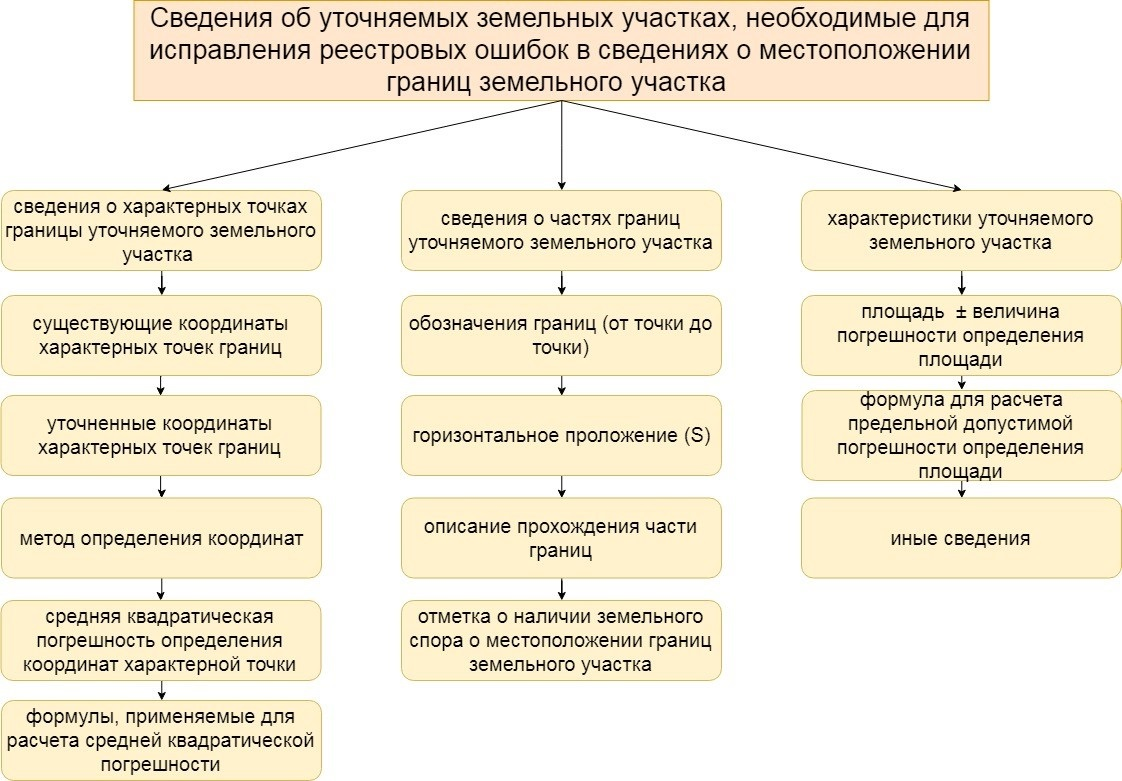 Сведения об уточняемых земельных участках, необходимые для
исправления реестровых ошибок в сведениях о местоположении
границ земельного участка
сведения о характерных точках
границы уточняемого земельного
участка
существующие координаты
характерных точек границ
уточненные координаты
характерных точек границ
метод определения координат
средняя квадратическая
погрешность определения
координат характерной точки
формулы, применяемые для
расчета средней квадратической
погрешности
сведения о частях границ
уточняемого земельного участка
обозначения границ (от точки до
точки)
горизонтальное проложение (S)
описание прохождения части
границ
отметка о наличии земельного
спора о местоположении границ
земельного участка
характеристики уточняемого
земельного участка
площадь ± величина
погрешности определения
площади
формула для расчета
предельной допустимой
погрешности определения
площади
иные сведения